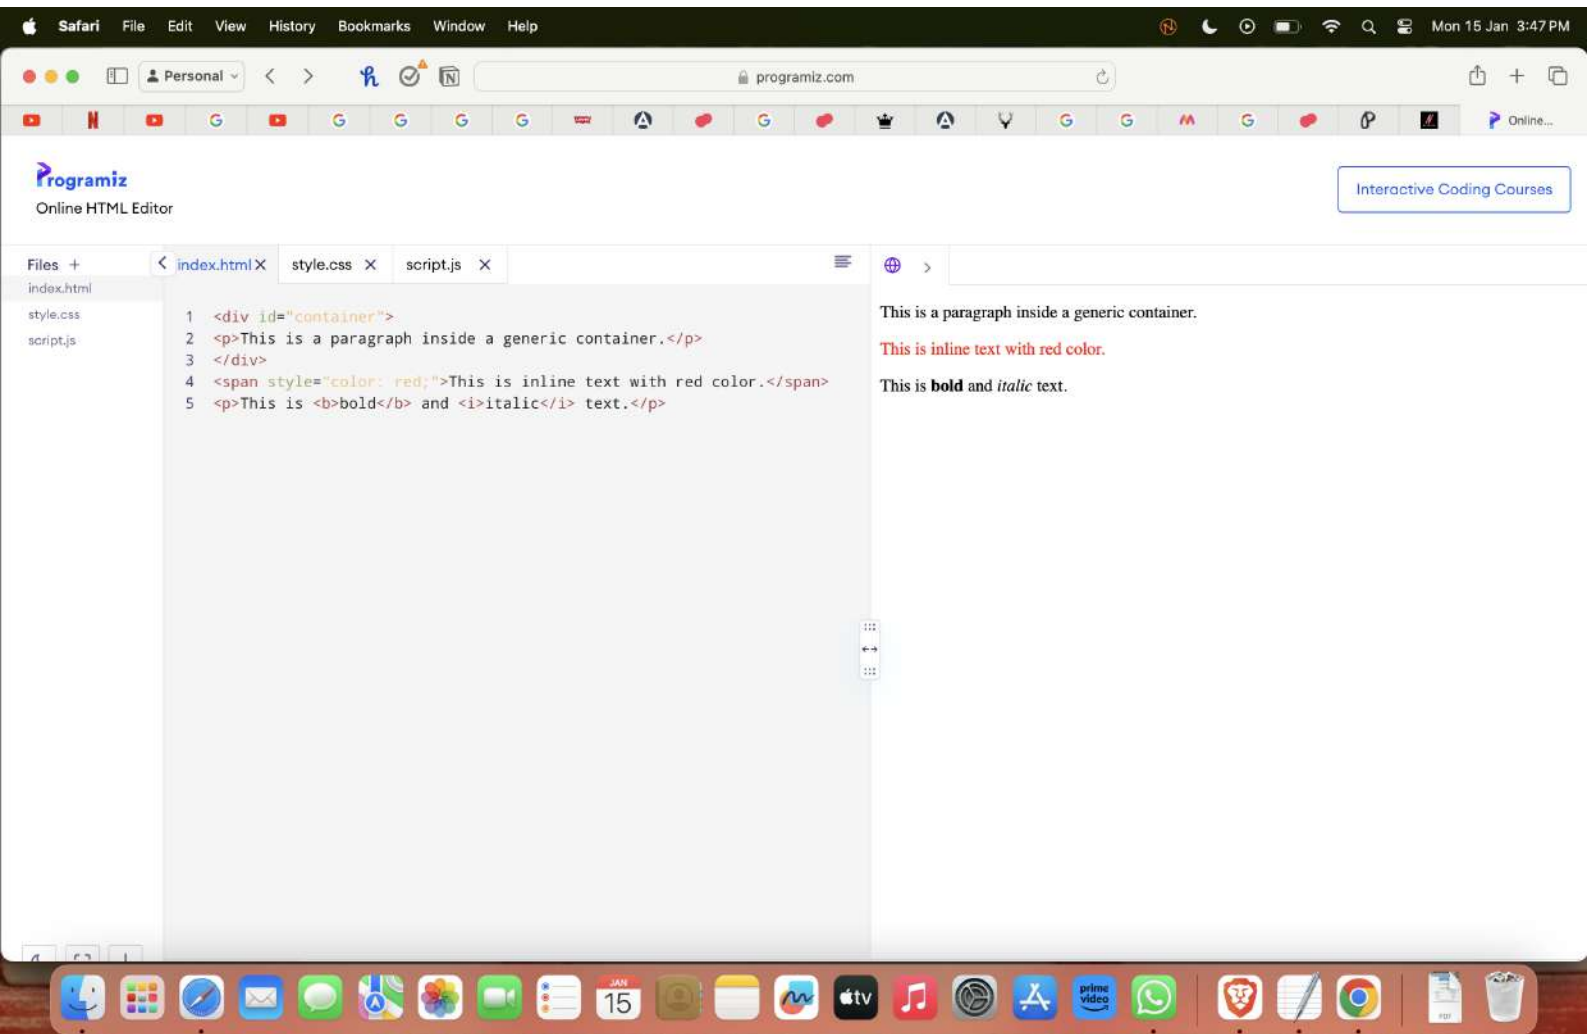 Safari File Edit View History Bookmarks Window Help Mon 15 Jan 3:47 PM
Personal programiz.com
Online...
Programiz
Online HTML Editor
Interactive Coding Courses
Files + index.html X style.css X script.js X
index.html
style.css
script.js
1 <div id="container">
2 <p>This is a paragraph inside a generic container.</p>
3 </div>
4 <span style="color: red;">This is inline text with red color.</span>
5 <p>This is <b>bold</b> and <i>italic</i> text.</p>
This is a paragraph inside a generic container.
This is inline text with red color.
This is bold and italic text.
JAN
15
tv
prime
video
PDF